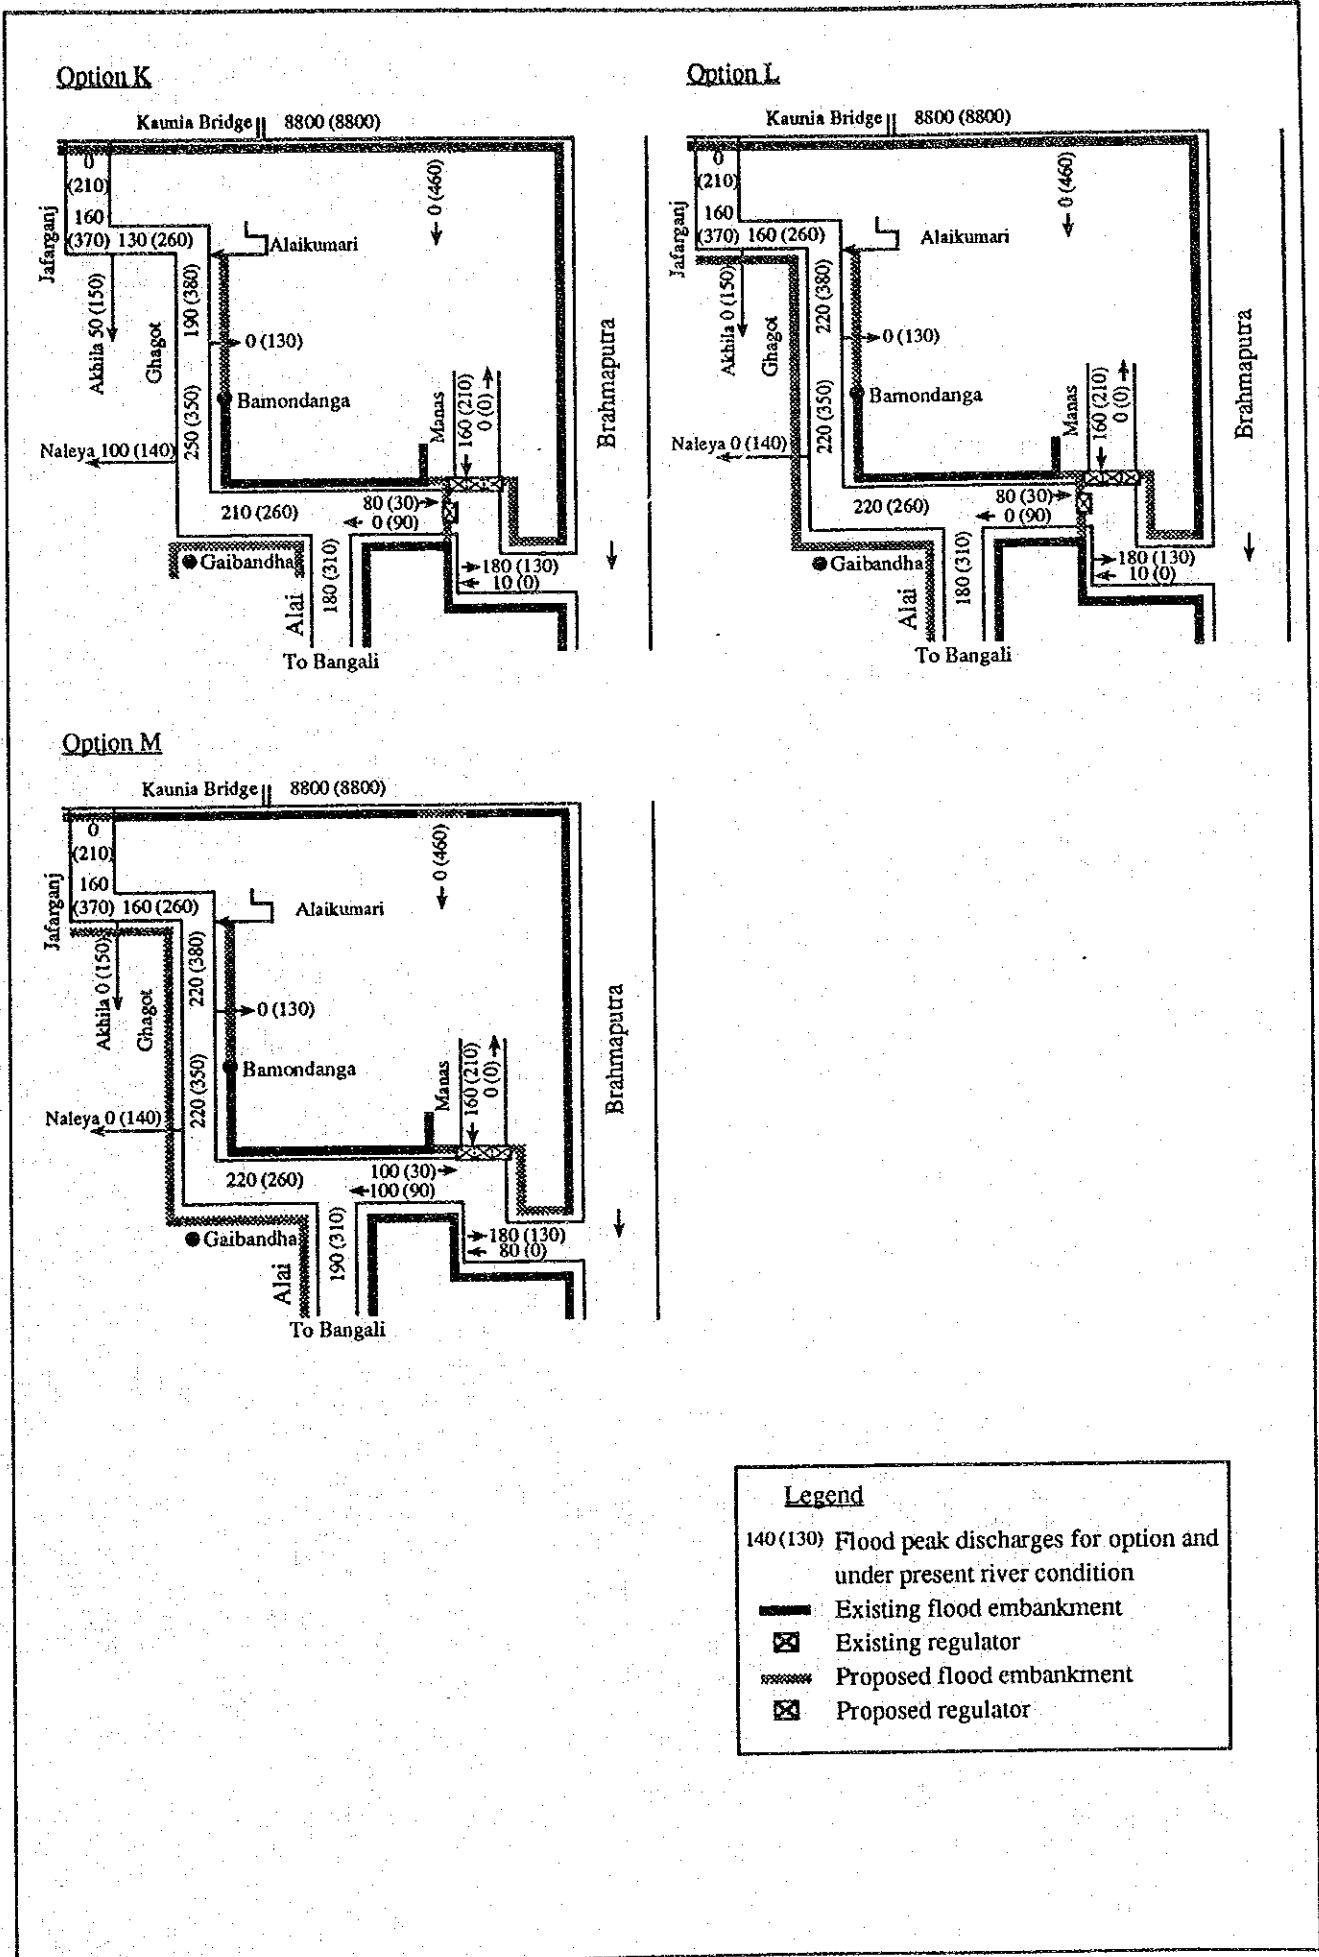 Option K
Kaunia Bridge 8800 (8800)
0
(210)
160
(370) 130 (260)
Jafarganj
Akhila 50 (150)
Ghagot
190 (380)
Alaikumari
0 (460)
0 (130)
Bamondanga
250 (350)
Naleya 100 (140)
Manas
160 (210)
0 (0)
Brahmaputra
210 (260)
80 (30)
0 (90)
Gaibandha
180 (130)
10 (0)
Alai
180 (310)
To Bangali
Option L
Kaunia Bridge 8800 (8800)
0
(210)
160
(370) 160 (260)
Jafarganj
Akhila 0 (150)
Ghagot
220 (380)
Alaikumari
0 (460)
0 (130)
Bamondanga
220 (350)
Naleya 0 (140)
Manas
160 (210)
0 (0)
Brahmaputra
220 (260)
80 (30)
0 (90)
Gaibandha
180 (130)
10 (0)
Alai
180 (310)
To Bangali
Option M
Kaunia Bridge 8800 (8800)
0
(210)
160
(370) 160 (260)
Jafarganj
Akhila 0 (150)
Ghagot
220 (380)
Alaikumari
0 (460)
0 (130)
Bamondanga
220 (350)
Naleya 0 (140)
Manas
160 (210)
0 (0)
Brahmaputra
220 (260)
100 (30)
100 (90)
Gaibandha
180 (130)
80 (0)
Alai
190 (310)
To Bangali
Legend
140 (130) Flood peak discharges for option and
under present river condition
Existing flood embankment
Existing regulator
Proposed flood embankment
Proposed regulator